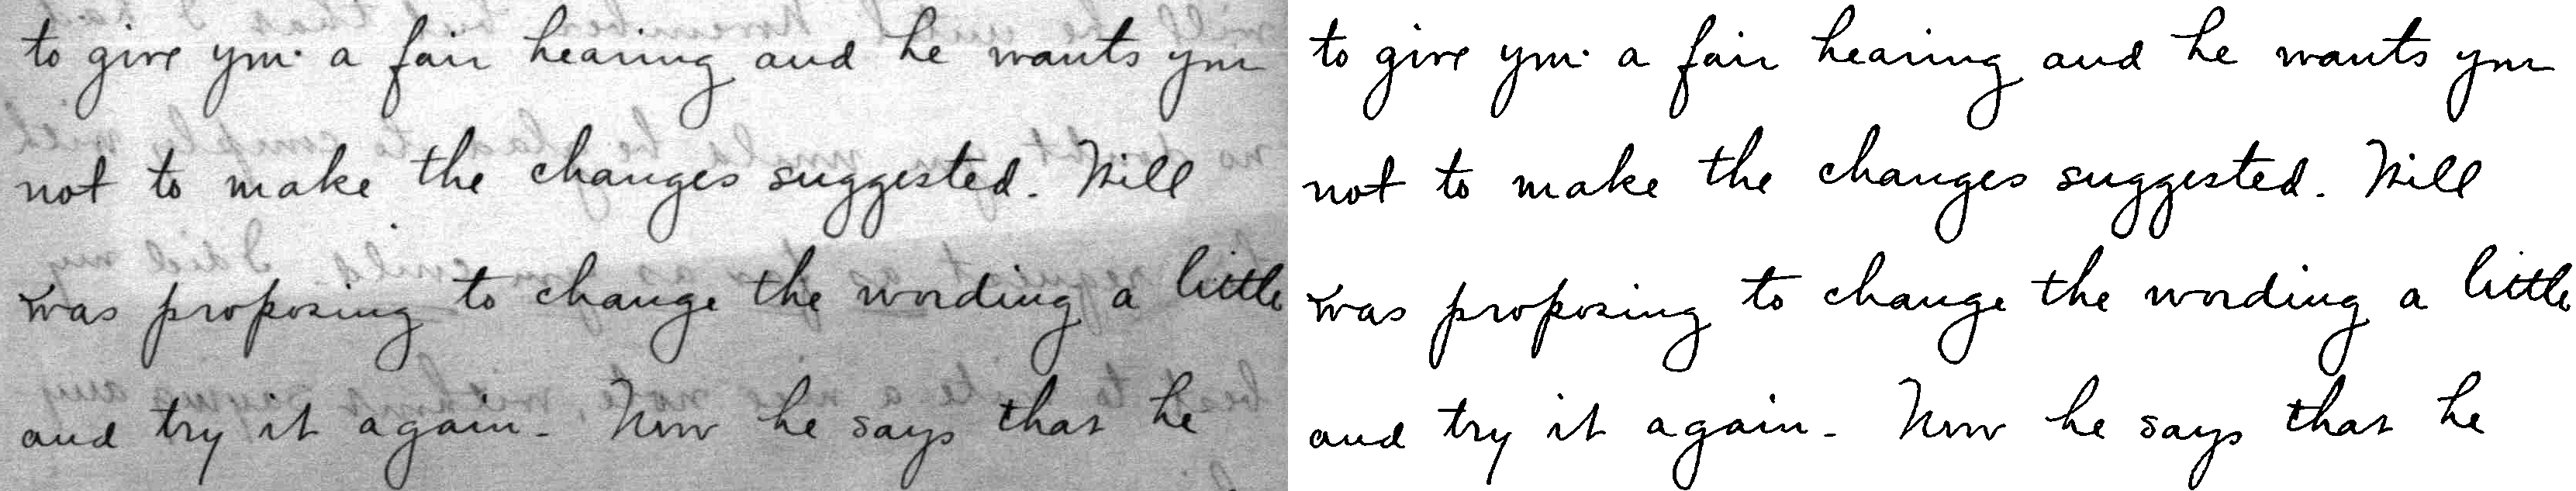 to give you a fair hearing and he wants you
not to make the changes suggested. Will
was proposing to change the wording a little
and try it again. Now he says that he
to give you a fair hearing and he wants you
not to make the changes suggested. Will
was proposing to change the wording a little
and try it again. Now he says that he